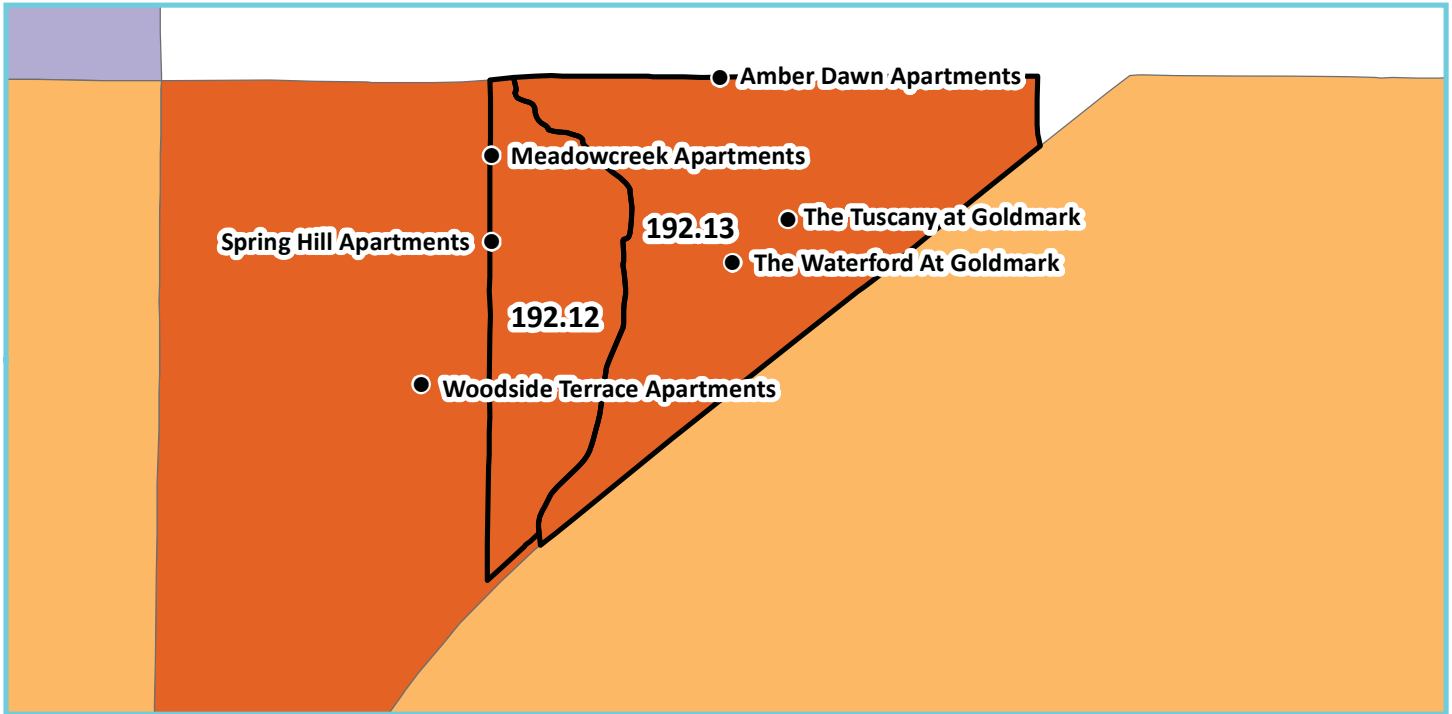 Amber Dawn Apartments
Meadowcreek Apartments
The Tuscany at Goldmark
192.13
Spring Hill Apartments
The Waterford At Goldmark
192.12
Woodside Terrace Apartments